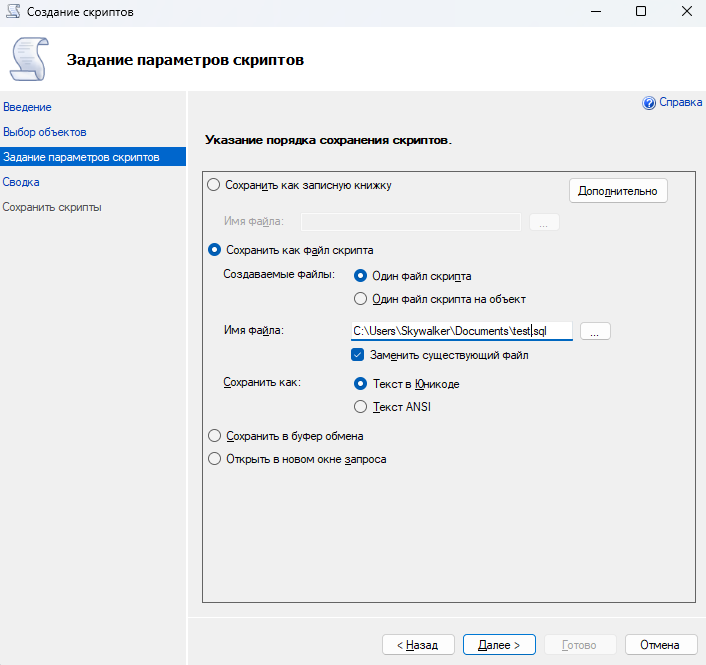 Создание скриптов
Задание параметров скриптов
Введение
Выбор объектов
Задание параметров скриптов
Сводка
Сохранить скрипты
Справка
Указание порядка сохранения скриптов.
Сохранить как записную книжку
Дополнительно
Имя файла:
...
Сохранить как файл скрипта
Создаваемые файлы:
Один файл скрипта
Один файл скрипта на объект
Имя файла:
C:\Users\Skywalker\Documents\test.sql
...
Заменить существующий файл
Сохранить как:
Текст в Юникоде
Текст ANSI
Сохранить в буфер обмена
Открыть в новом окне запроса
< Назад
Далее >
Готово
Отмена